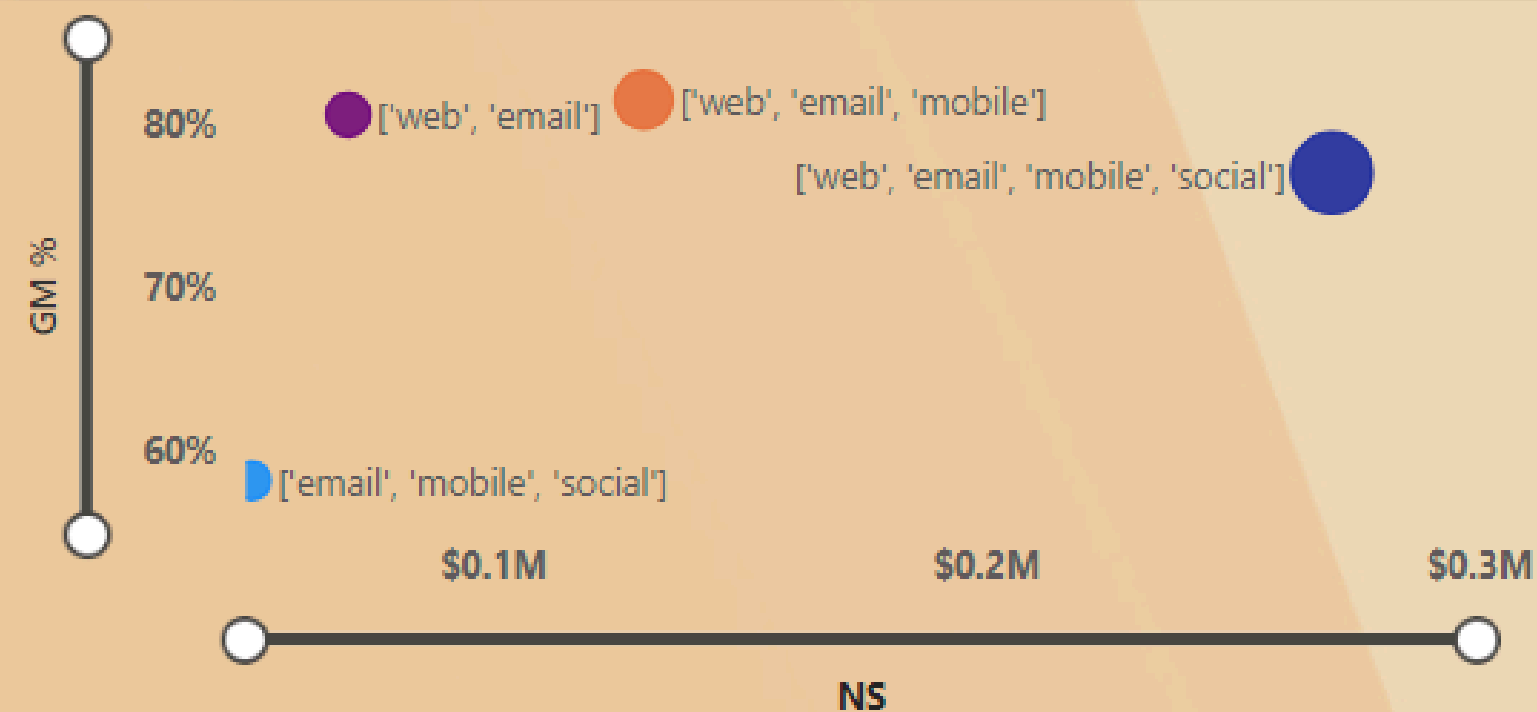 80%
['web', 'email']
['web', 'email', 'mobile']
['web', 'email', 'mobile', 'social']
GM %
70%
60%
['email', 'mobile', 'social']
$0.1M
$0.2M
$0.3M
NS